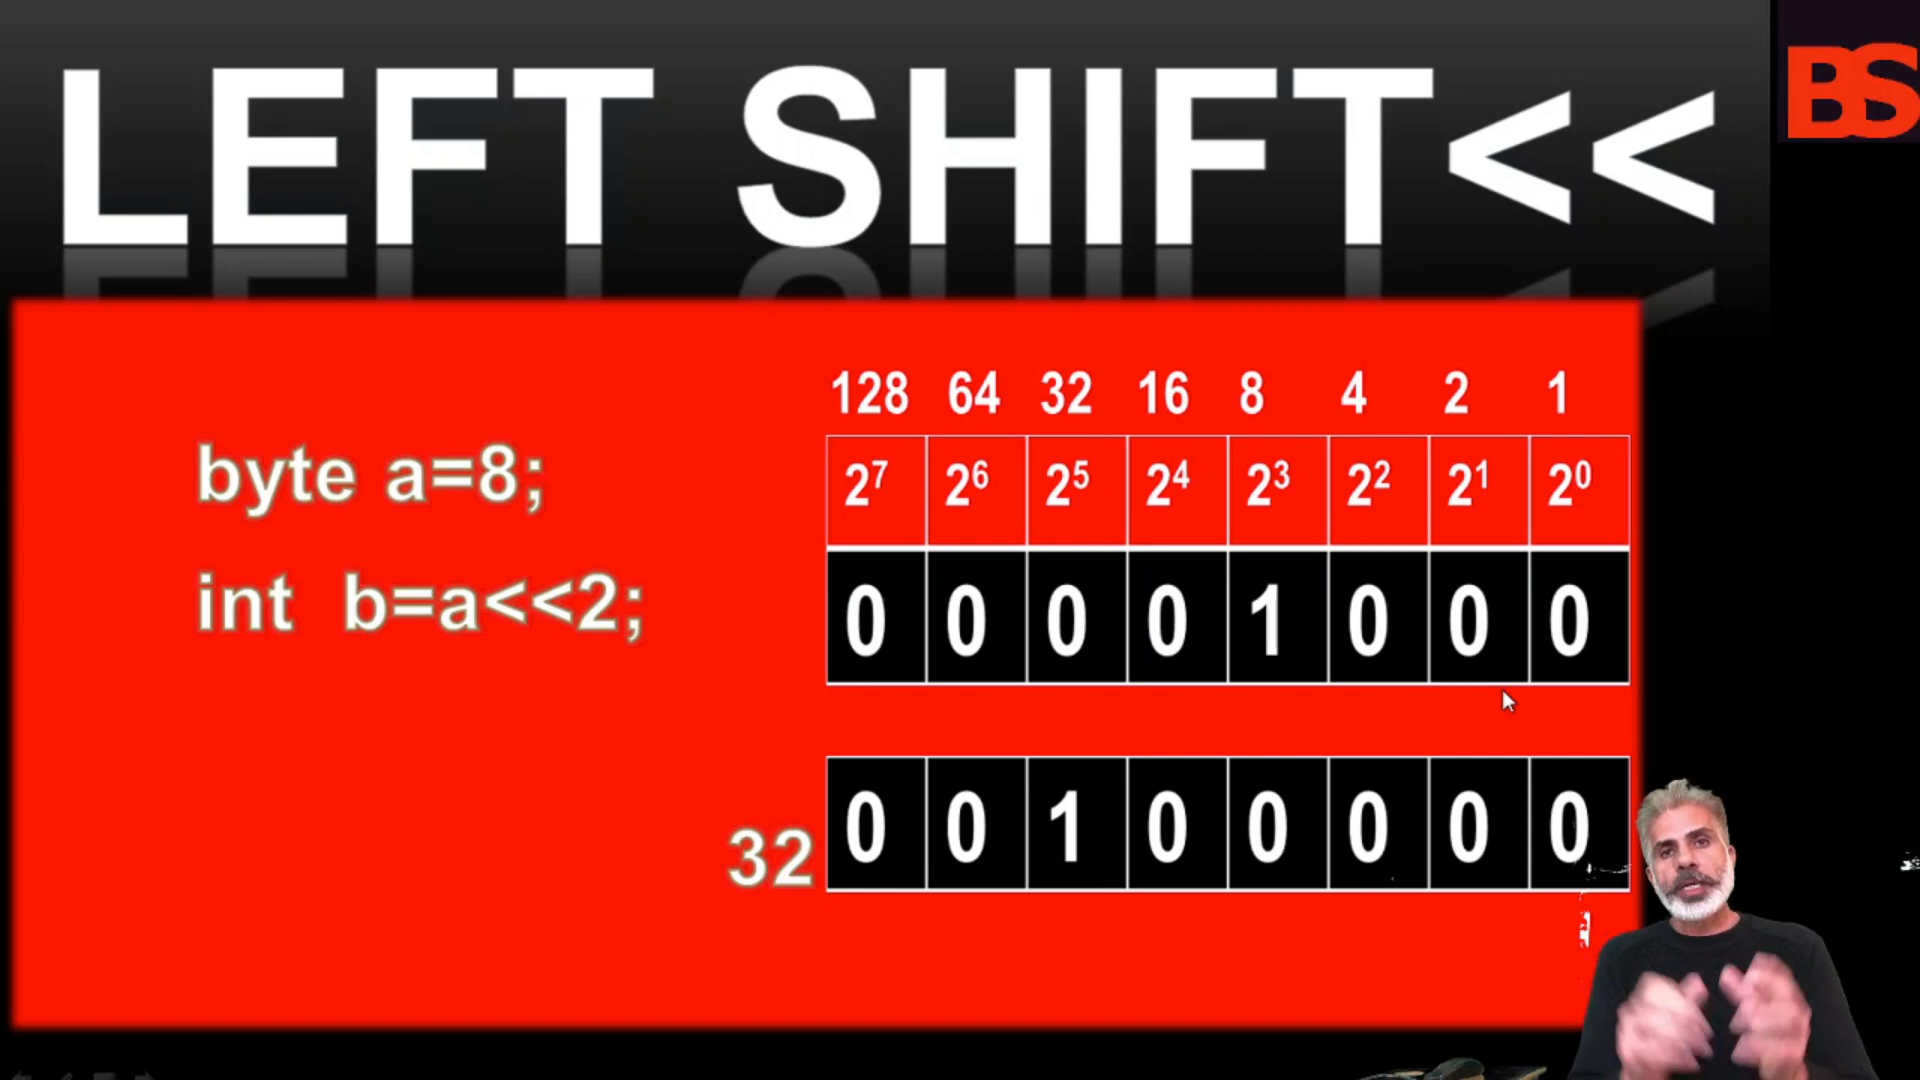 LEFT SHIFT<<
BS
128 64 32 16 8 4 2 1
byte a=8;
2⁷ 2⁶ 2⁵ 2⁴ 2³ 2² 2¹ 2⁰
int b=a<<2;
0 0 0 0 1 0 0 0
32 0 0 1 0 0 0 0 0